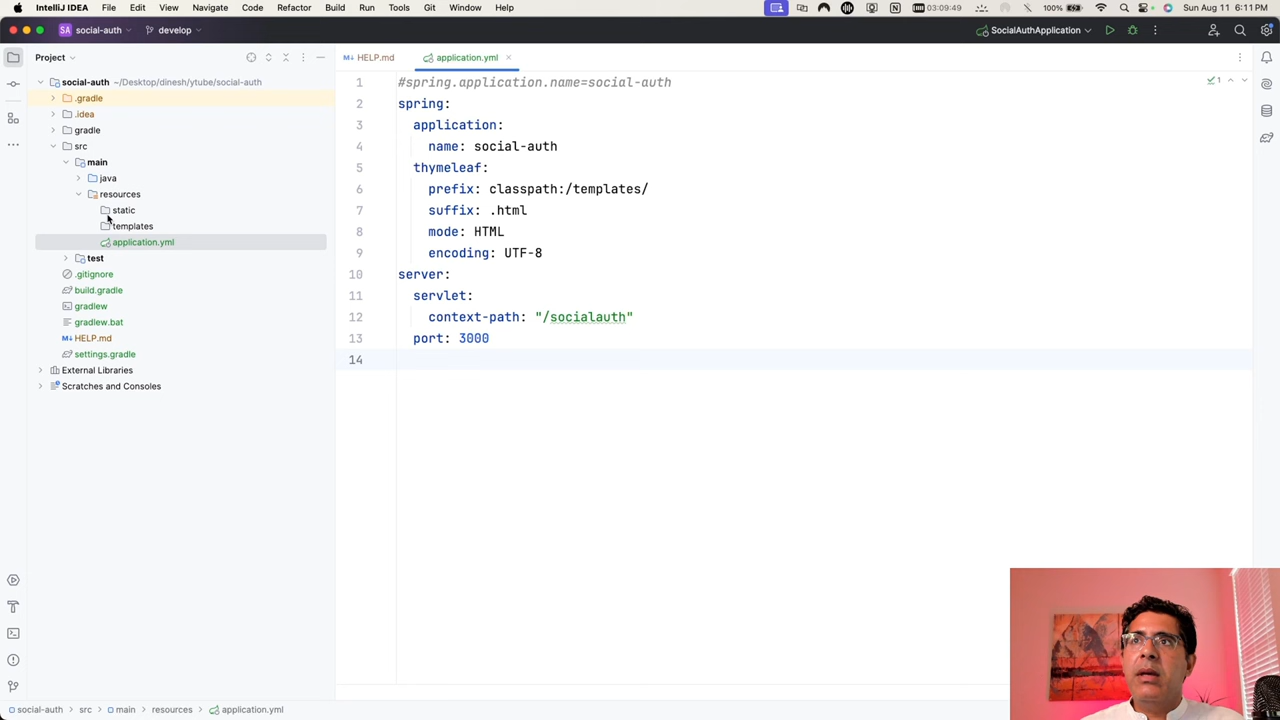 IntelliJ IDEA File Edit View Navigate Code Refactor Build Run Tools Git Window Help 03:09:49 100% Sun Aug 11 6:11 PM
SA social-auth develop SocialAuthApplication
Project HELP.md application.yml
social-auth ~/Desktop/dinesh/ytube/social-auth
.gradle
.idea
gradle
src
main
java
resources
static
templates
application.yml
test
.gitignore
build.gradle
gradlew
gradlew.bat
HELP.md
settings.gradle
External Libraries
Scratches and Consoles
1 #spring.application.name=social-auth
2 spring:
3 application:
4 name: social-auth
5 thymeleaf:
6 prefix: classpath:/templates/
7 suffix: .html
8 mode: HTML
9 encoding: UTF-8
10 server:
11 servlet:
12 context-path: "/socialauth"
13 port: 3000
14
1
social-auth src main resources application.yml